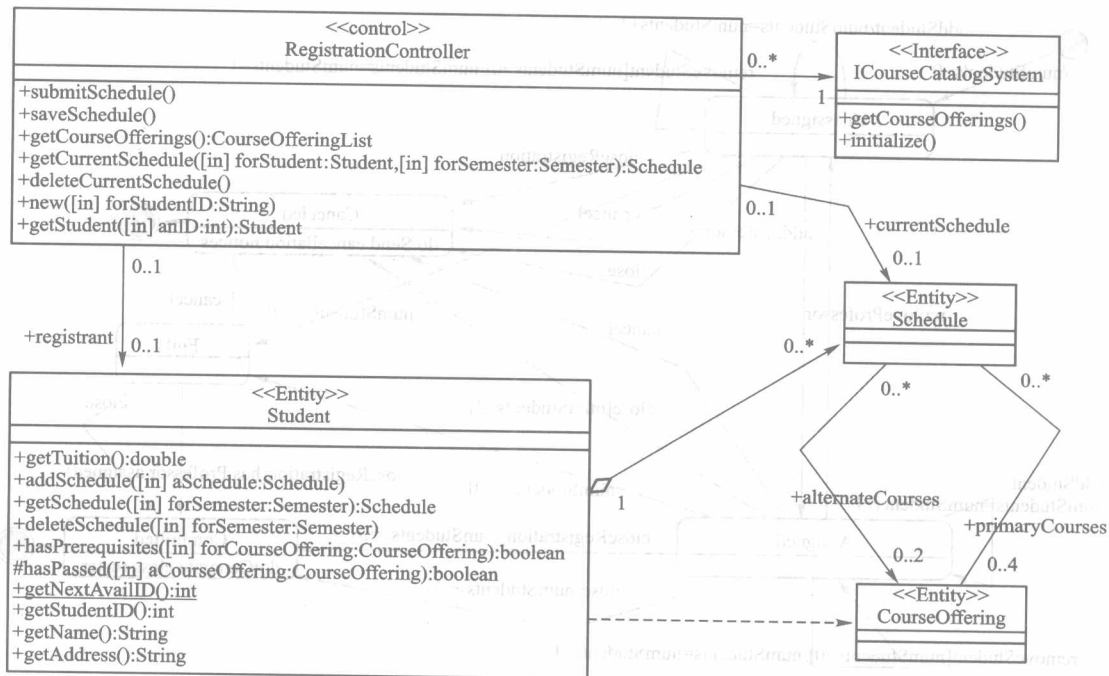 <<control>>
RegistrationController
+submitSchedule()
+saveSchedule()
+getCourseOfferings():CourseOfferingList
+getCurrentSchedule([in] forStudent:Student,[in] forSemester:Semester):Schedule
+deleteCurrentSchedule()
+new([in] forStudentID:String)
+getStudent([in] anID:int):Student
0..*
1
<<Interface>>
ICourseCatalogSystem
+getCourseOfferings()
+initialize()
0..1
+currentSchedule
0..1
<<Entity>>
Schedule
0..1
+registrant
0..1
<<Entity>>
Student
+getTuition():double
+addSchedule([in] aSchedule:Schedule)
+getSchedule([in] forSemester:Semester):Schedule
+deleteSchedule([in] forSemester:Semester)
+hasPrerequisites([in] forCourseOffering:CourseOffering):boolean
#hasPassed([in] aCourseOffering:CourseOffering):boolean
+getNextAvailID():int
+getStudentID():int
+getName():String
+getAddress():String
0..*
1
0..*
0..*
+alternateCourses
+primaryCourses
0..2
0..4
<<Entity>>
CourseOffering